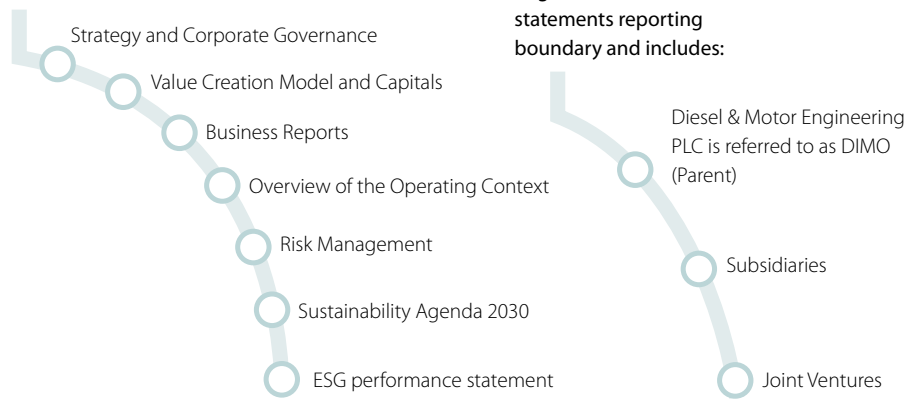 Strategy and Corporate Governance
Value Creation Model and Capitals
Business Reports
Overview of the Operating Context
Risk Management
Sustainability Agenda 2030
ESG performance statement
statements reporting
boundary and includes:
Diesel & Motor Engineering
PLC is referred to as DIMO
(Parent)
Subsidiaries
Joint Ventures